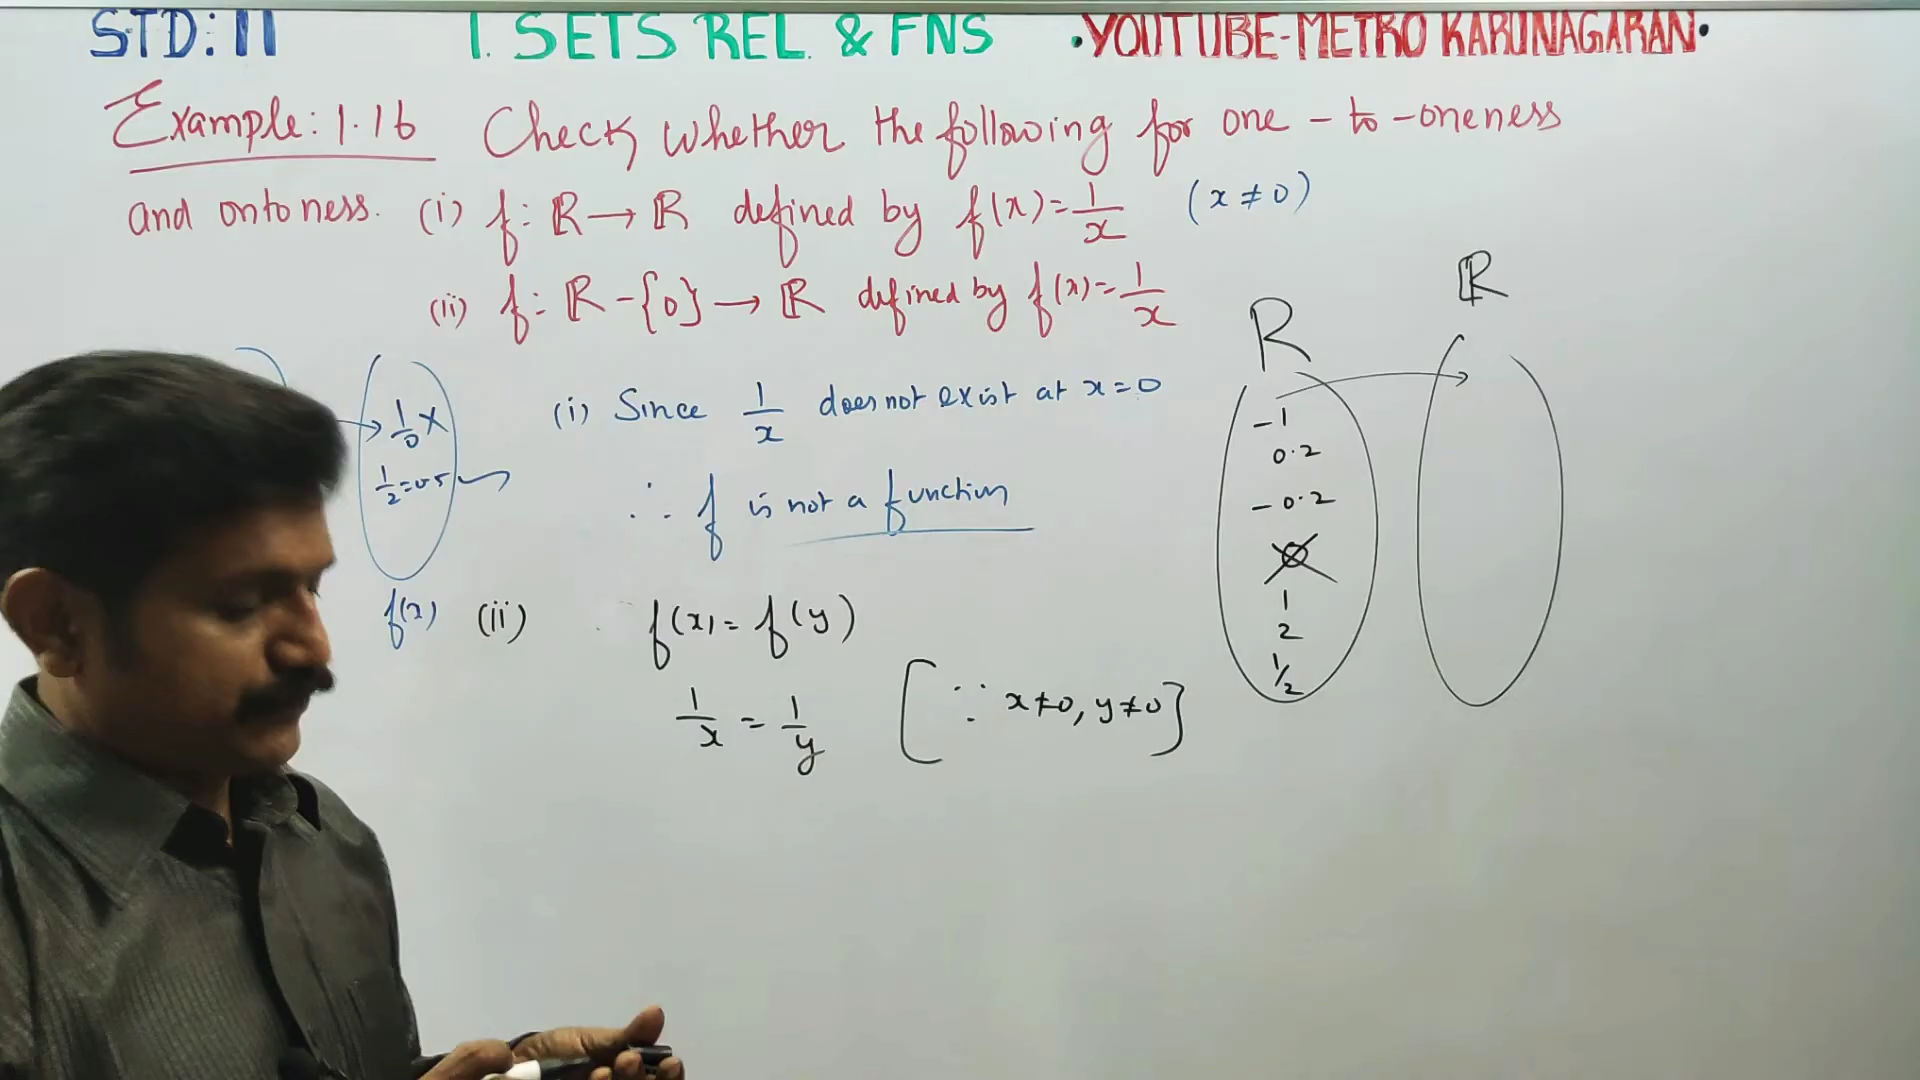 STD: 11 1. SETS REL. & FNS •YOUTUBE-METRO KARUNAGARAN•
Example: 1.16 Check whether the following for one-to-oneness
and ontoness. (i) f: ℝ → ℝ defined by f(x) = 1/x (x ≠ 0)
(ii) f: ℝ - {0} → ℝ defined by f(x) = 1/x
1/0 X
1/2 = 0.5
f(x)
(i) Since 1/x does not exist at x = 0
∴ f is not a function
(ii) f(x) = f(y)
1/x = 1/y [∵ x ≠ 0, y ≠ 0]
R
-1
0.2
-0.2
0
1
2
1/2
ℝ